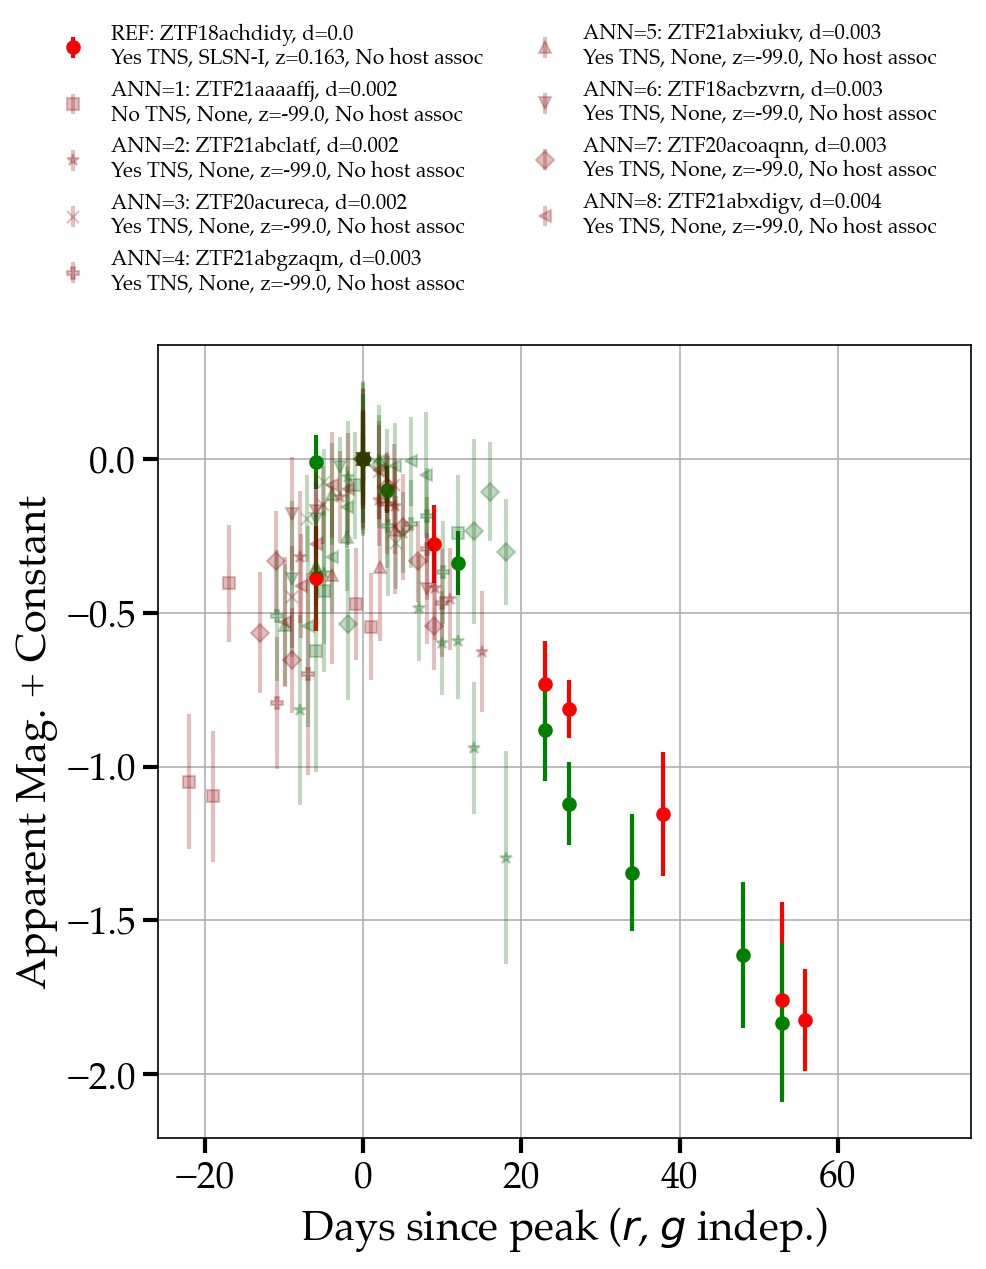 REF: ZTF18achdidy, d=0.0
Yes TNS, SLSN-I, z=0.163, No host assoc
ANN=1: ZTF21aaaaffj, d=0.002
No TNS, None, z=-99.0, No host assoc
ANN=2: ZTF21abclatf, d=0.002
Yes TNS, None, z=-99.0, No host assoc
ANN=3: ZTF20acureca, d=0.002
Yes TNS, None, z=-99.0, No host assoc
ANN=4: ZTF21abgzaqm, d=0.003
Yes TNS, None, z=-99.0, No host assoc
ANN=5: ZTF21abxiukv, d=0.003
Yes TNS, None, z=-99.0, No host assoc
ANN=6: ZTF18acbzvrn, d=0.003
Yes TNS, None, z=-99.0, No host assoc
ANN=7: ZTF20acoaqnn, d=0.003
Yes TNS, None, z=-99.0, No host assoc
ANN=8: ZTF21abxdigv, d=0.004
Yes TNS, None, z=-99.0, No host assoc
Apparent Mag. + Constant
0.0
−0.5
−1.0
−1.5
−2.0
−20 0 20 40 60
Days since peak (r, g indep.)